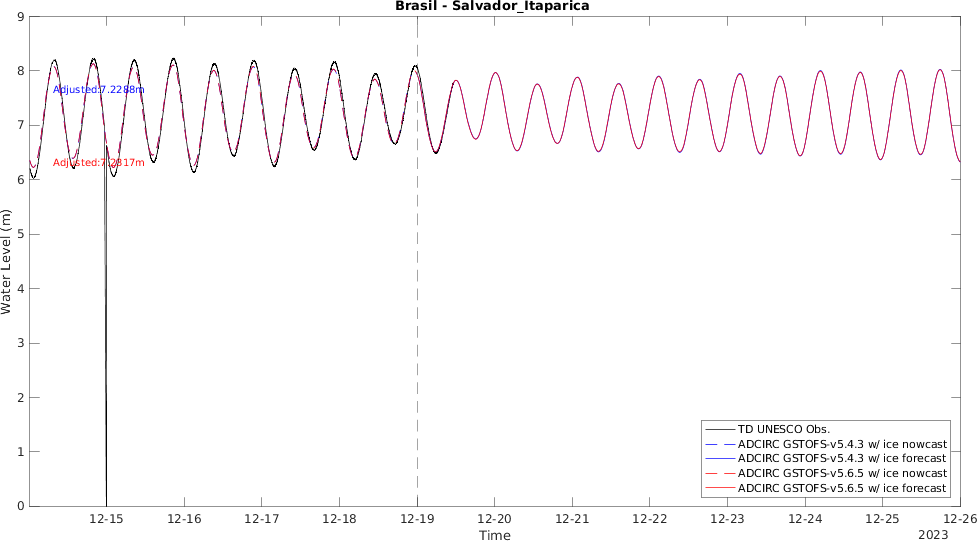 Brasil - Salvador_Itaparica
9
8
7
6
5
4
3
2
1
0
Water Level (m)
Adjusted:7.2288m
12-15
12-16
12-17
12-18
12-19
12-20
12-21
12-22
12-23
12-24
12-25
12-26
Time
2023
TD UNESCO Obs.
ADCIRC GSTOFS-v5.4.3 w/ ice nowcast
ADCIRC GSTOFS-v5.4.3 w/ ice forecast
ADCIRC GSTOFS-v5.6.5 w/ ice nowcast
ADCIRC GSTOFS-v5.6.5 w/ ice forecast